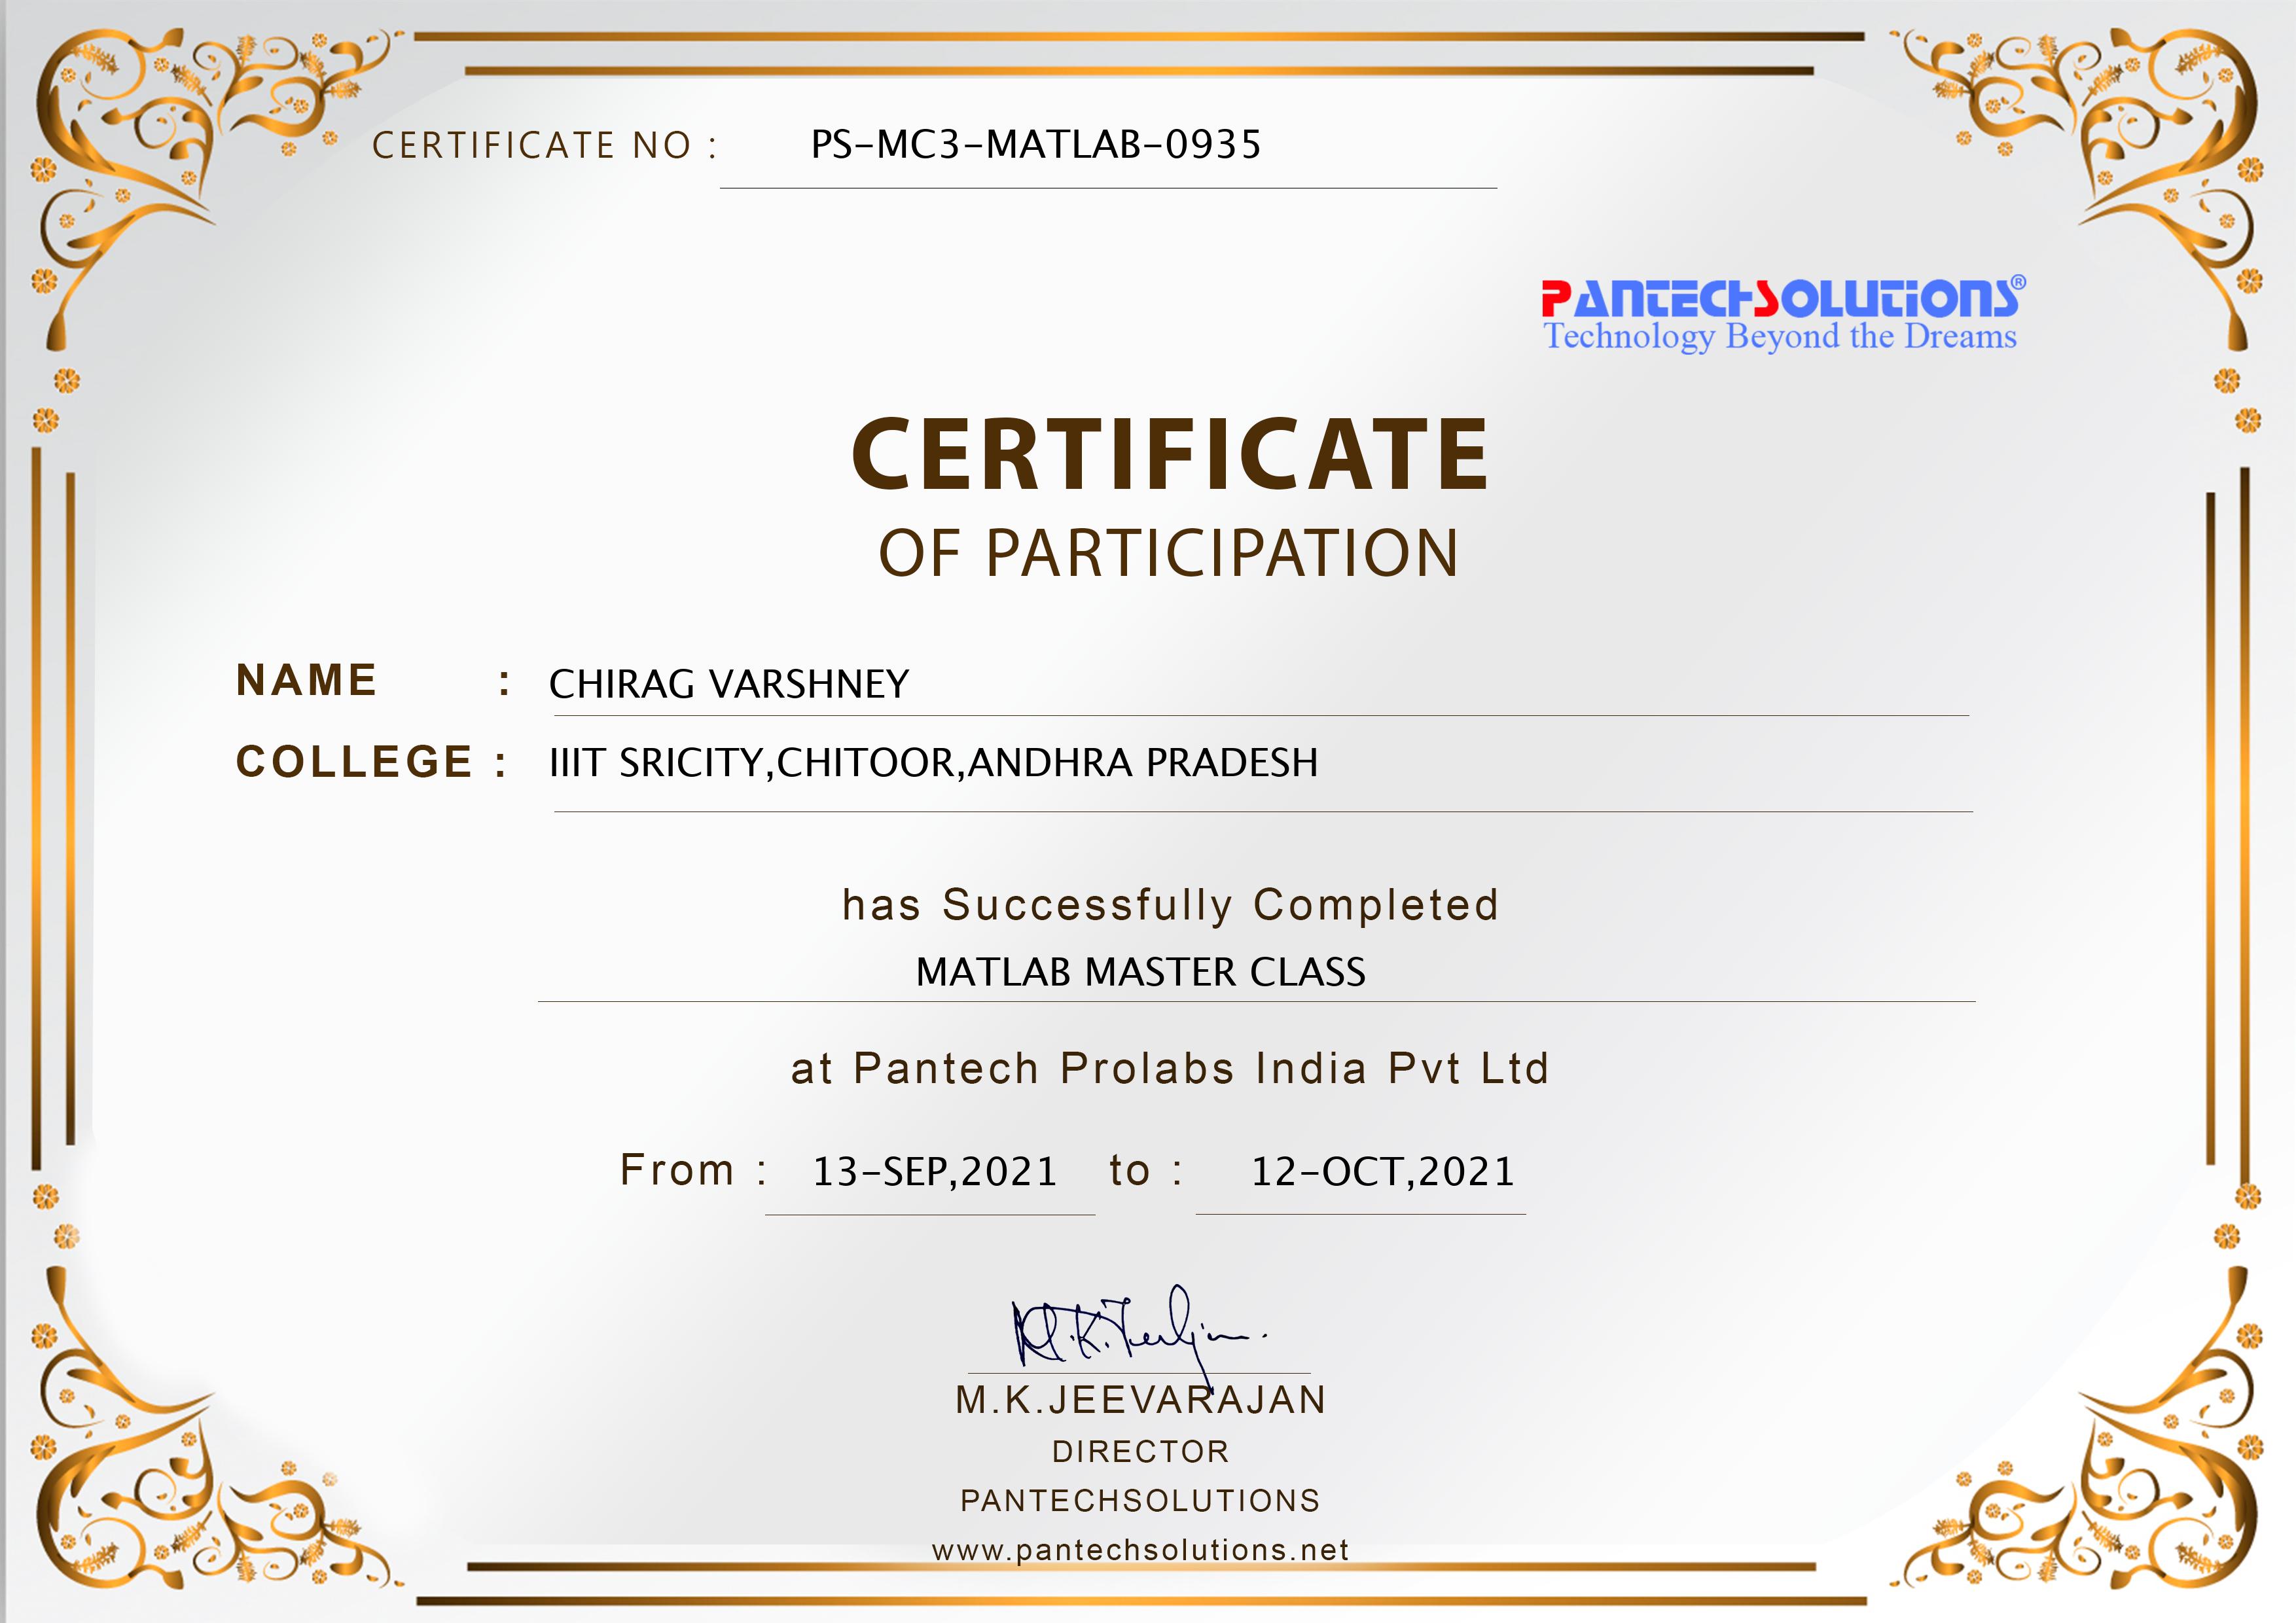 CERTIFICATE NO : PS-MC3-MATLAB-0935
PANTECHSOLUTIONS®
Technology Beyond the Dreams
CERTIFICATE
OF PARTICIPATION
NAME : CHIRAG VARSHNEY
COLLEGE : IIIT SRICITY,CHITOOR,ANDHRA PRADESH
has Successfully Completed
MATLAB MASTER CLASS
at Pantech Prolabs India Pvt Ltd
From : 13-SEP,2021 to : 12-OCT,2021
M.K.JEEVARAJAN
DIRECTOR
PANTECHSOLUTIONS
www.pantechsolutions.net